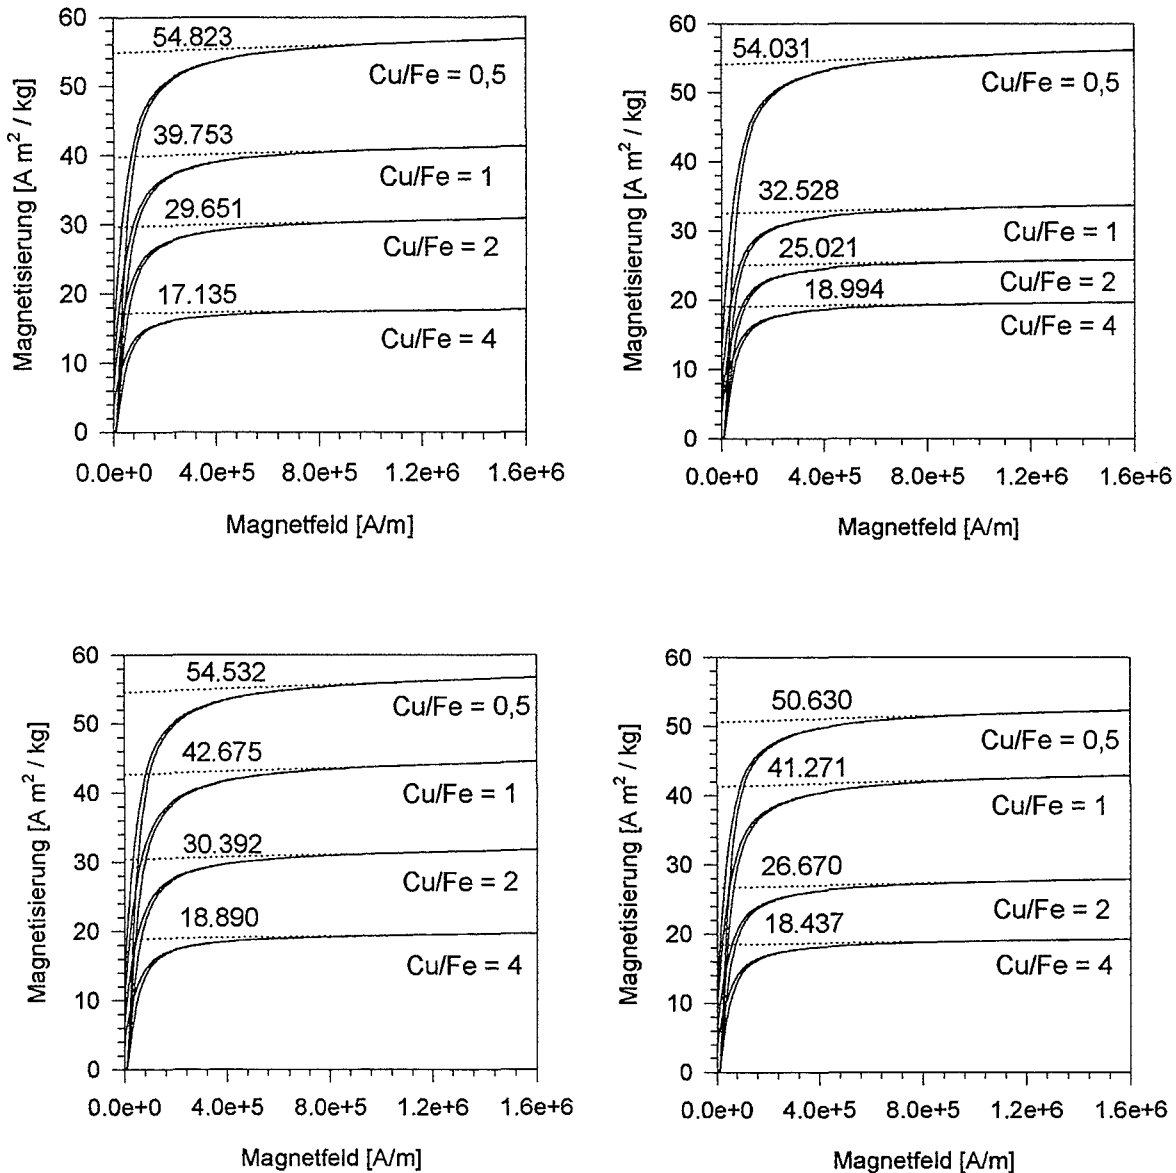 60
54.823
Cu/Fe = 0,5
50
39.753
40
Cu/Fe = 1
29.651
30
Cu/Fe = 2
20
17.135
Cu/Fe = 4
10
0
Magnetisierung [A m² / kg]
0.0e+0 4.0e+5 8.0e+5 1.2e+6 1.6e+6
Magnetfeld [A/m]
60
54.031
Cu/Fe = 0,5
50
40
32.528
30
Cu/Fe = 1
25.021
Cu/Fe = 2
20
18.994
Cu/Fe = 4
10
0
Magnetisierung [A m² / kg]
0.0e+0 4.0e+5 8.0e+5 1.2e+6 1.6e+6
Magnetfeld [A/m]
60
54.532
Cu/Fe = 0,5
50
42.675
40
Cu/Fe = 1
30.392
30
Cu/Fe = 2
18.890
20
Cu/Fe = 4
10
0
Magnetisierung [A m² / kg]
0.0e+0 4.0e+5 8.0e+5 1.2e+6 1.6e+6
Magnetfeld [A/m]
60
50.630
50
Cu/Fe = 0,5
41.271
40
Cu/Fe = 1
30
26.670
Cu/Fe = 2
20
18.437
Cu/Fe = 4
10
0
Magnetisierung [A m² / kg]
0.0e+0 4.0e+5 8.0e+5 1.2e+6 1.6e+6
Magnetfeld [A/m]